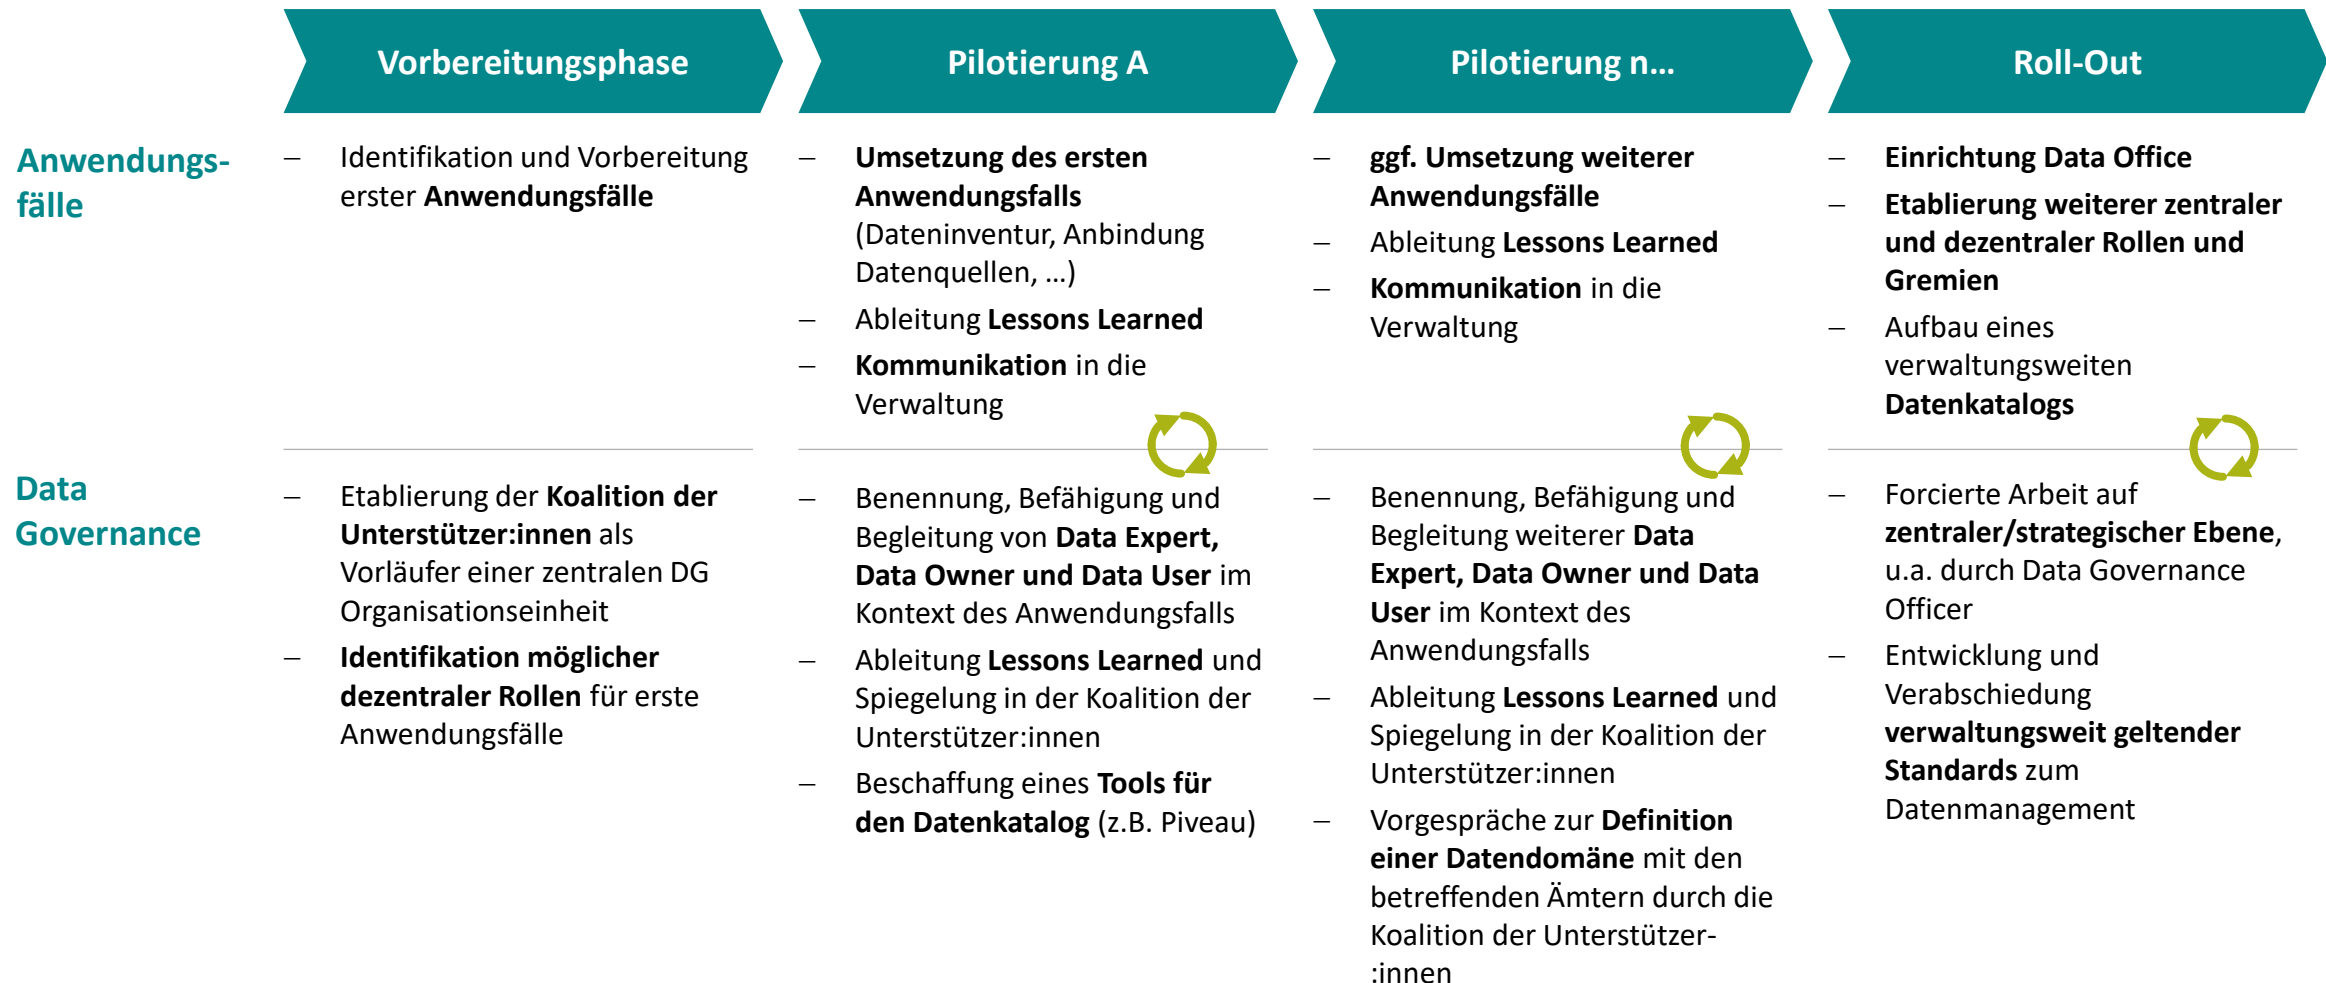 Vorbereitungsphase
Pilotierung A
Pilotierung n…
Roll-Out
Anwendungs-
fälle
– Identifikation und Vorbereitung
erster Anwendungsfälle
– Umsetzung des ersten
Anwendungsfalls
(Dateninventur, Anbindung
Datenquellen, …)
– Ableitung Lessons Learned
– Kommunikation in die
Verwaltung
– ggf. Umsetzung weiterer
Anwendungsfälle
– Ableitung Lessons Learned
– Kommunikation in die
Verwaltung
– Einrichtung Data Office
– Etablierung weiterer zentraler
und dezentraler Rollen und
Gremien
– Aufbau eines
verwaltungsweiten
Datenkatalogs
Data
Governance
– Etablierung der Koalition der
Unterstützer:innen als
Vorläufer einer zentralen DG
Organisationseinheit
– Identifikation möglicher
dezentraler Rollen für erste
Anwendungsfälle
– Benennung, Befähigung und
Begleitung von Data Expert,
Data Owner und Data User im
Kontext des Anwendungsfalls
– Ableitung Lessons Learned und
Spiegelung in der Koalition der
Unterstützer:innen
– Beschaffung eines Tools für
den Datenkatalog (z.B. Piveau)
– Benennung, Befähigung und
Begleitung weiterer Data
Expert, Data Owner und Data
User im Kontext des
Anwendungsfalls
– Ableitung Lessons Learned und
Spiegelung in der Koalition der
Unterstützer:innen
– Vorgespräche zur Definition
einer Datendomäne mit den
betreffenden Ämtern durch die
Koalition der Unterstützer-
:innen
– Forcierte Arbeit auf
zentraler/strategischer Ebene,
u.a. durch Data Governance
Officer
– Entwicklung und
Verabschiedung
verwaltungsweit geltender
Standards zum
Datenmanagement